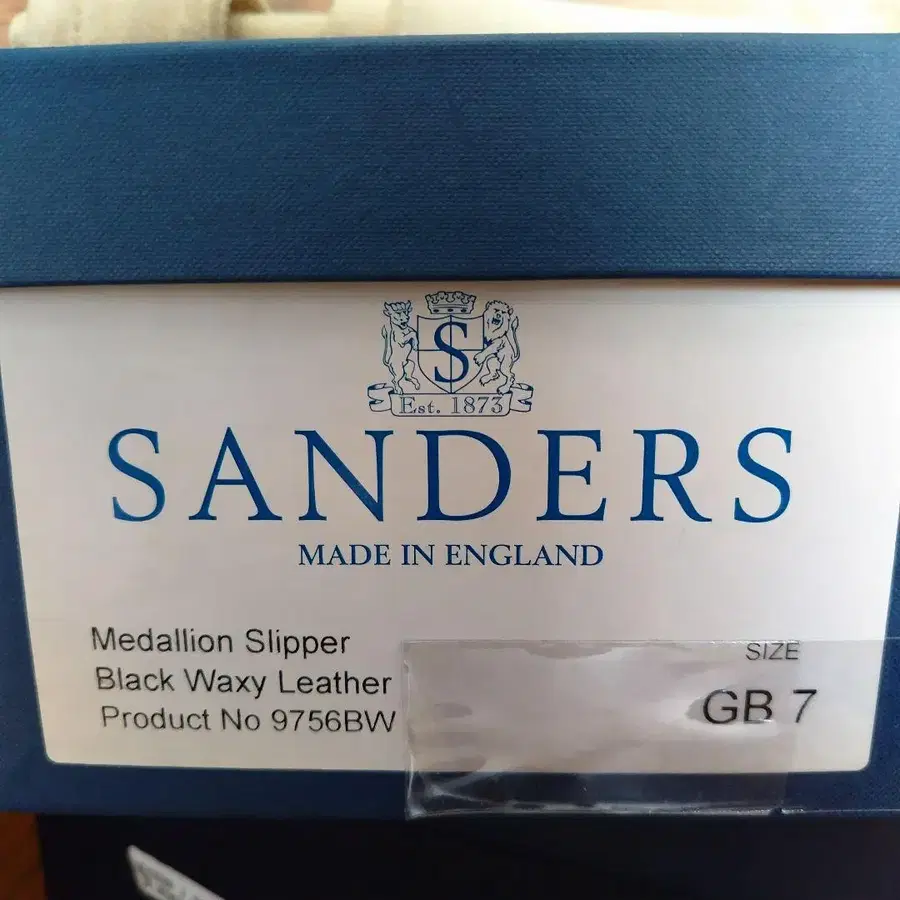 S
Est. 1873
SANDERS
MADE IN ENGLAND
Medallion Slipper
Black Waxy Leather
Product No 9756BW
SIZE
GB 7